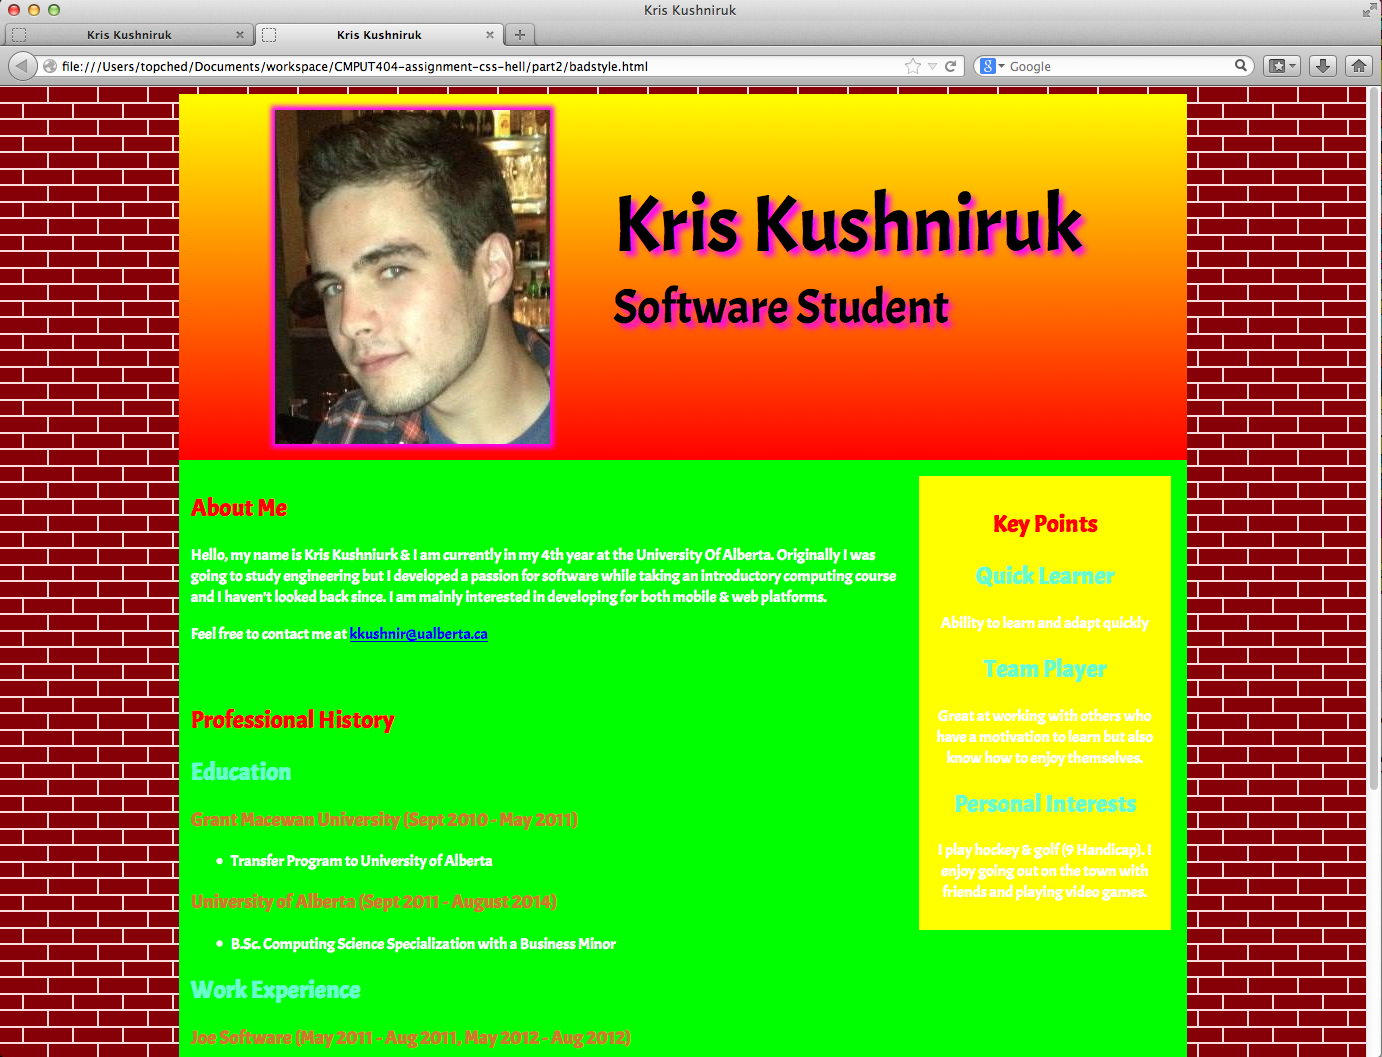 Kris Kushniruk
Kris Kushniruk
Kris Kushniruk
file:///Users/topched/Documents/workspace/CMPUT404-assignment-css-hell/part2/badstyle.html
Google
Kris Kushniruk
Software Student
About Me
Hello, my name is Kris Kushniurk & I am currently in my 4th year at the University Of Alberta. Originally I was
going to study engineering but I developed a passion for software while taking an introductory computing course
and I haven't looked back since. I am mainly interested in developing for both mobile & web platforms.
Feel free to contact me at kkushnir@ualberta.ca
Professional History
Education
Grant Macewan University (Sept 2010 - May 2011)
• Transfer Program to University of Alberta
University of Alberta (Sept 2011 - August 2014)
• B.Sc. Computing Science Specialization with a Business Minor
Work Experience
Joe Software (May 2011 - Aug 2011, May 2012 - Aug 2012)
Key Points
Quick Learner
Ability to learn and adapt quickly
Team Player
Great at working with others who
have a motivation to learn but also
know how to enjoy themselves.
Personal Interests
I play hockey & golf (9 Handicap). I
enjoy going out on the town with
friends and playing video games.